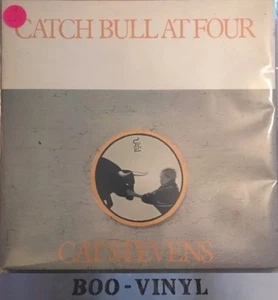 CATCH BULL AT FOUR
CAT STEVENS
BOO-VINYL